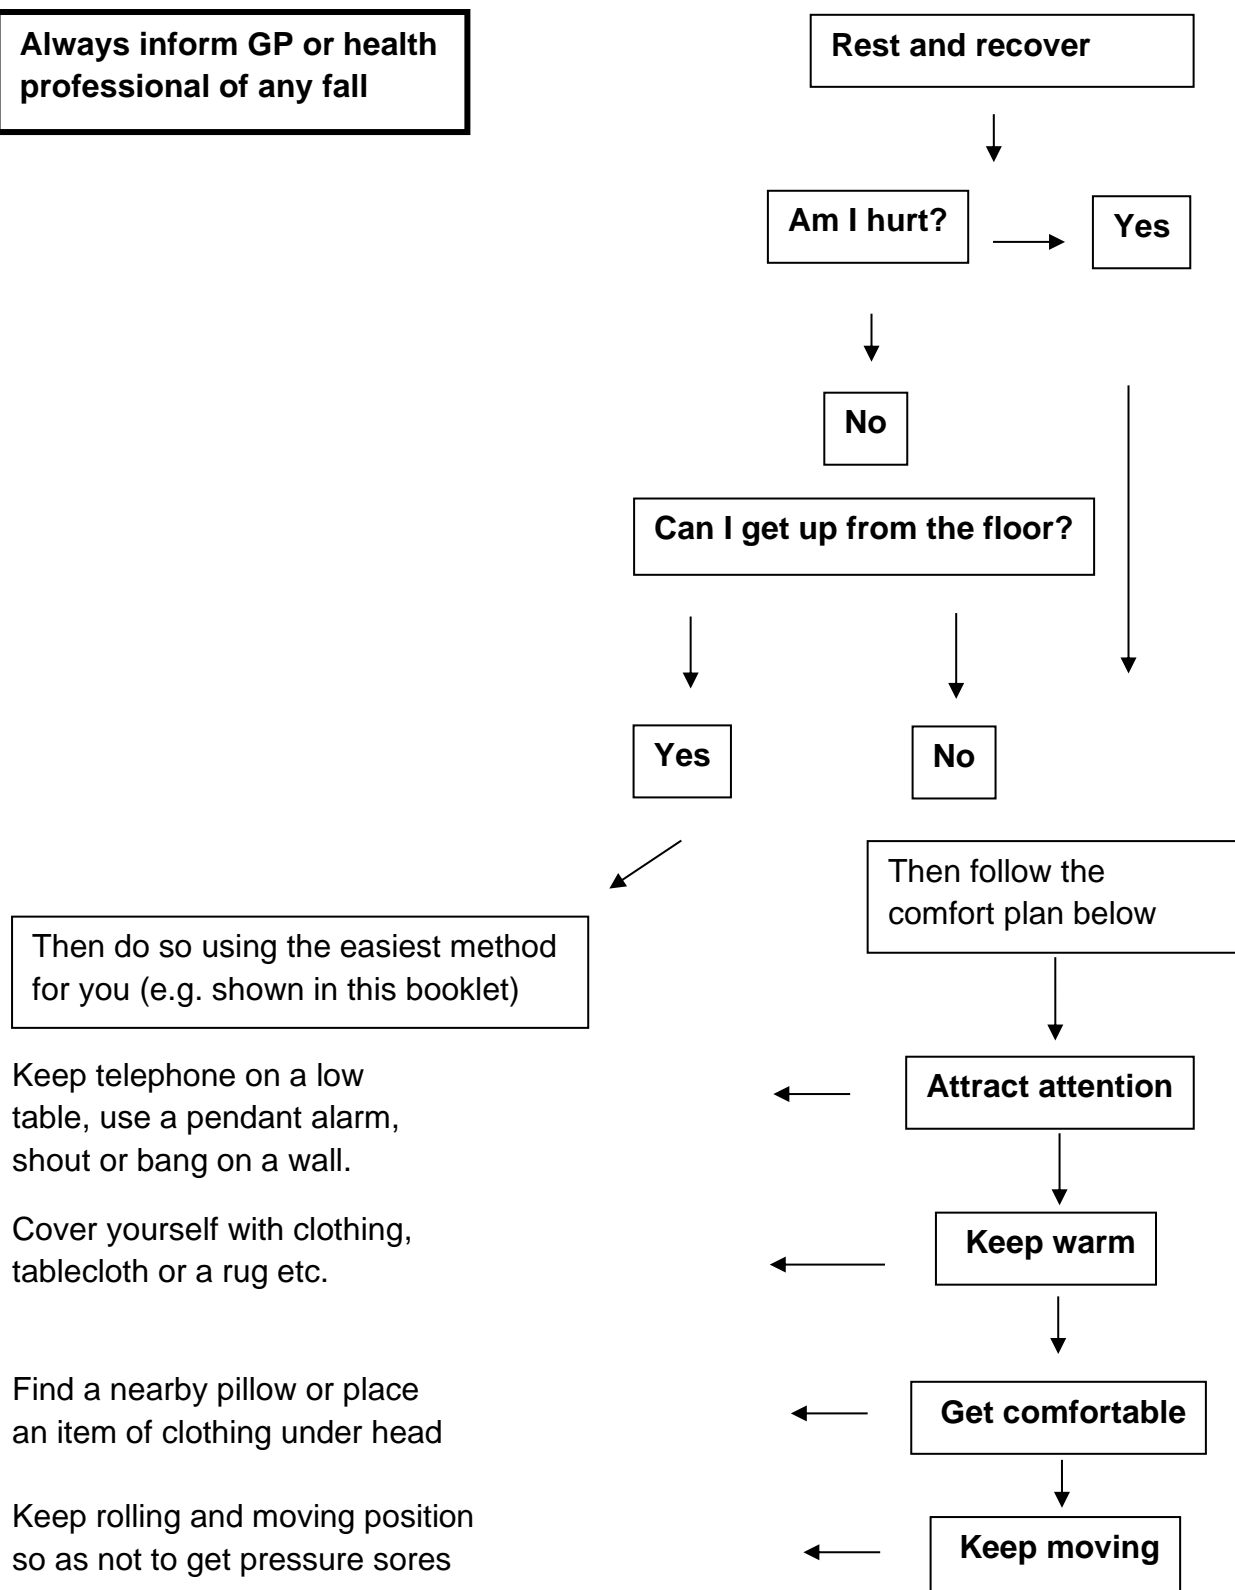 Always inform GP or health
professional of any fall
Rest and recover
Am I hurt?
Yes
No
Can I get up from the floor?
Yes
No
Then follow the
comfort plan below
Then do so using the easiest method
for you (e.g. shown in this booklet)
Keep telephone on a low
table, use a pendant alarm,
shout or bang on a wall.
Attract attention
Cover yourself with clothing,
tablecloth or a rug etc.
Keep warm
Find a nearby pillow or place
an item of clothing under head
Get comfortable
Keep rolling and moving position
so as not to get pressure sores
Keep moving